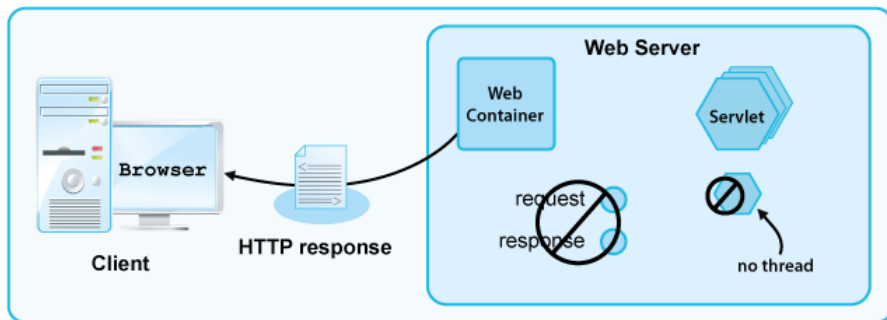 Web Server
Web
Container
Servlet
Browser
request
response
HTTP response
Client
no thread